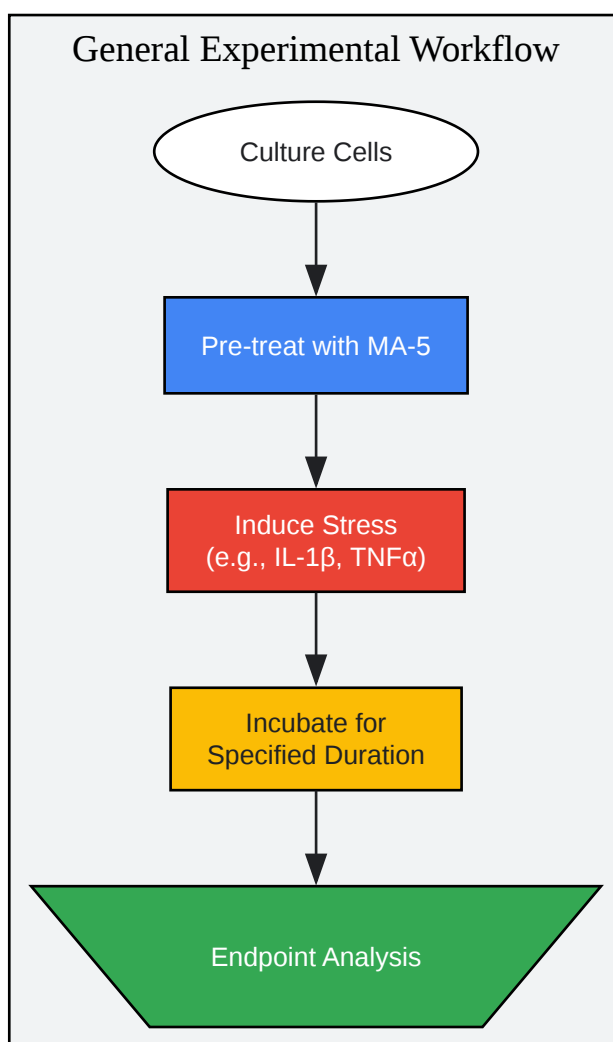 General Experimental Workflow
Culture Cells
Pre-treat with MA-5
Induce Stress
(e.g., IL-1β, TNFα)
Incubate for
Specified Duration
Endpoint Analysis